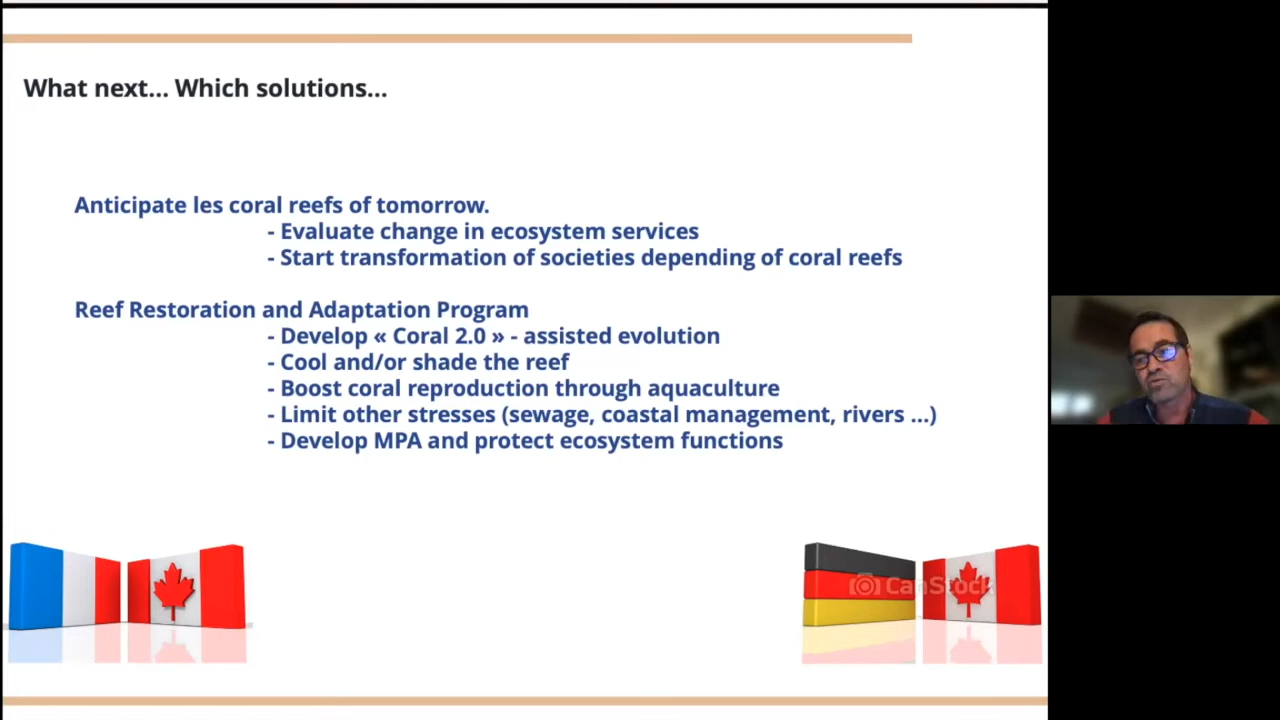 What next... Which solutions...
Anticipate les coral reefs of tomorrow.
- Evaluate change in ecosystem services
- Start transformation of societies depending of coral reefs
Reef Restoration and Adaptation Program
- Develop « Coral 2.0 » - assisted evolution
- Cool and/or shade the reef
- Boost coral reproduction through aquaculture
- Limit other stresses (sewage, coastal management, rivers ...)
- Develop MPA and protect ecosystem functions
CanStock